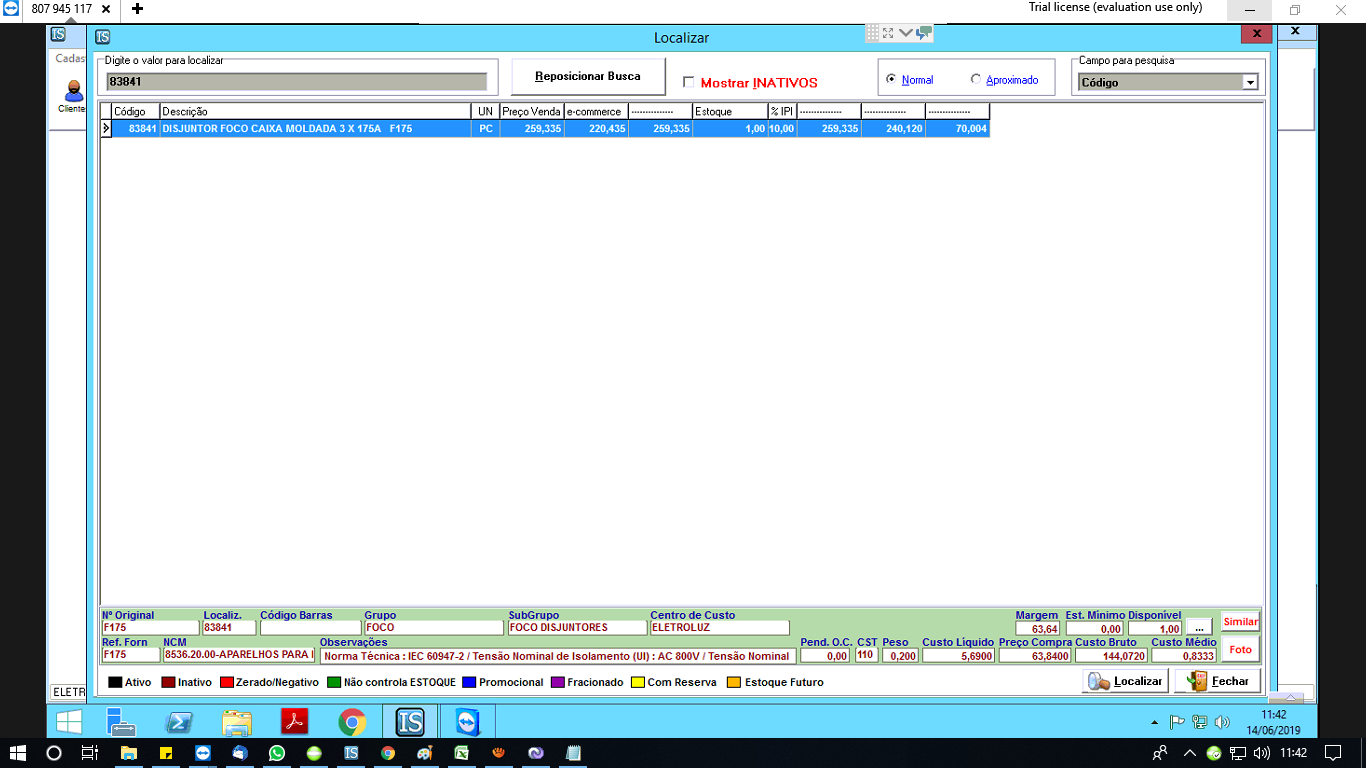 807 945 117
Trial license (evaluation use only)
IS
IS
Localizar
Cadas
Cliente
Digite o valor para localizar
83841
Reposicionar Busca
Mostrar INATIVOS
Normal
Aproximado
Campo para pesquisa
Código
Código Descrição UN Preço Venda e-commerce -------------- Estoque % IPI -------------- -------------- --------------
83841 DISJUNTOR FOCO CAIXA MOLDADA 3 X 175A F175 PC 259,335 220,435 259,335 1,00 10,00 259,335 240,120 70,004
Nº Original Localiz. Código Barras Grupo SubGrupo Centro de Custo Margem Est. Mínimo Disponível
F175 83841 FOCO FOCO DISJUNTORES ELETROLUZ 63,64 0,00 1,00 ... Similar
Ref. Forn NCM Observações Pend. O.C. CST Peso Custo Líquido Preço Compra Custo Bruto Custo Médio
F175 8536.20.00-APARELHOS PARA I Norma Técnica : IEC 60947-2 / Tensão Nominal de Isolamento (UI) : AC 800V / Tensão Nominal 0,00 110 0,200 5,6900 63,8400 144,0720 0,8333 Foto
Ativo Inativo Zerado/Negativo Não controla ESTOQUE Promocional Fracionado Com Reserva Estoque Futuro
Localizar Fechar
ELETR
IS
11:42
14/06/2019
IS
11:42